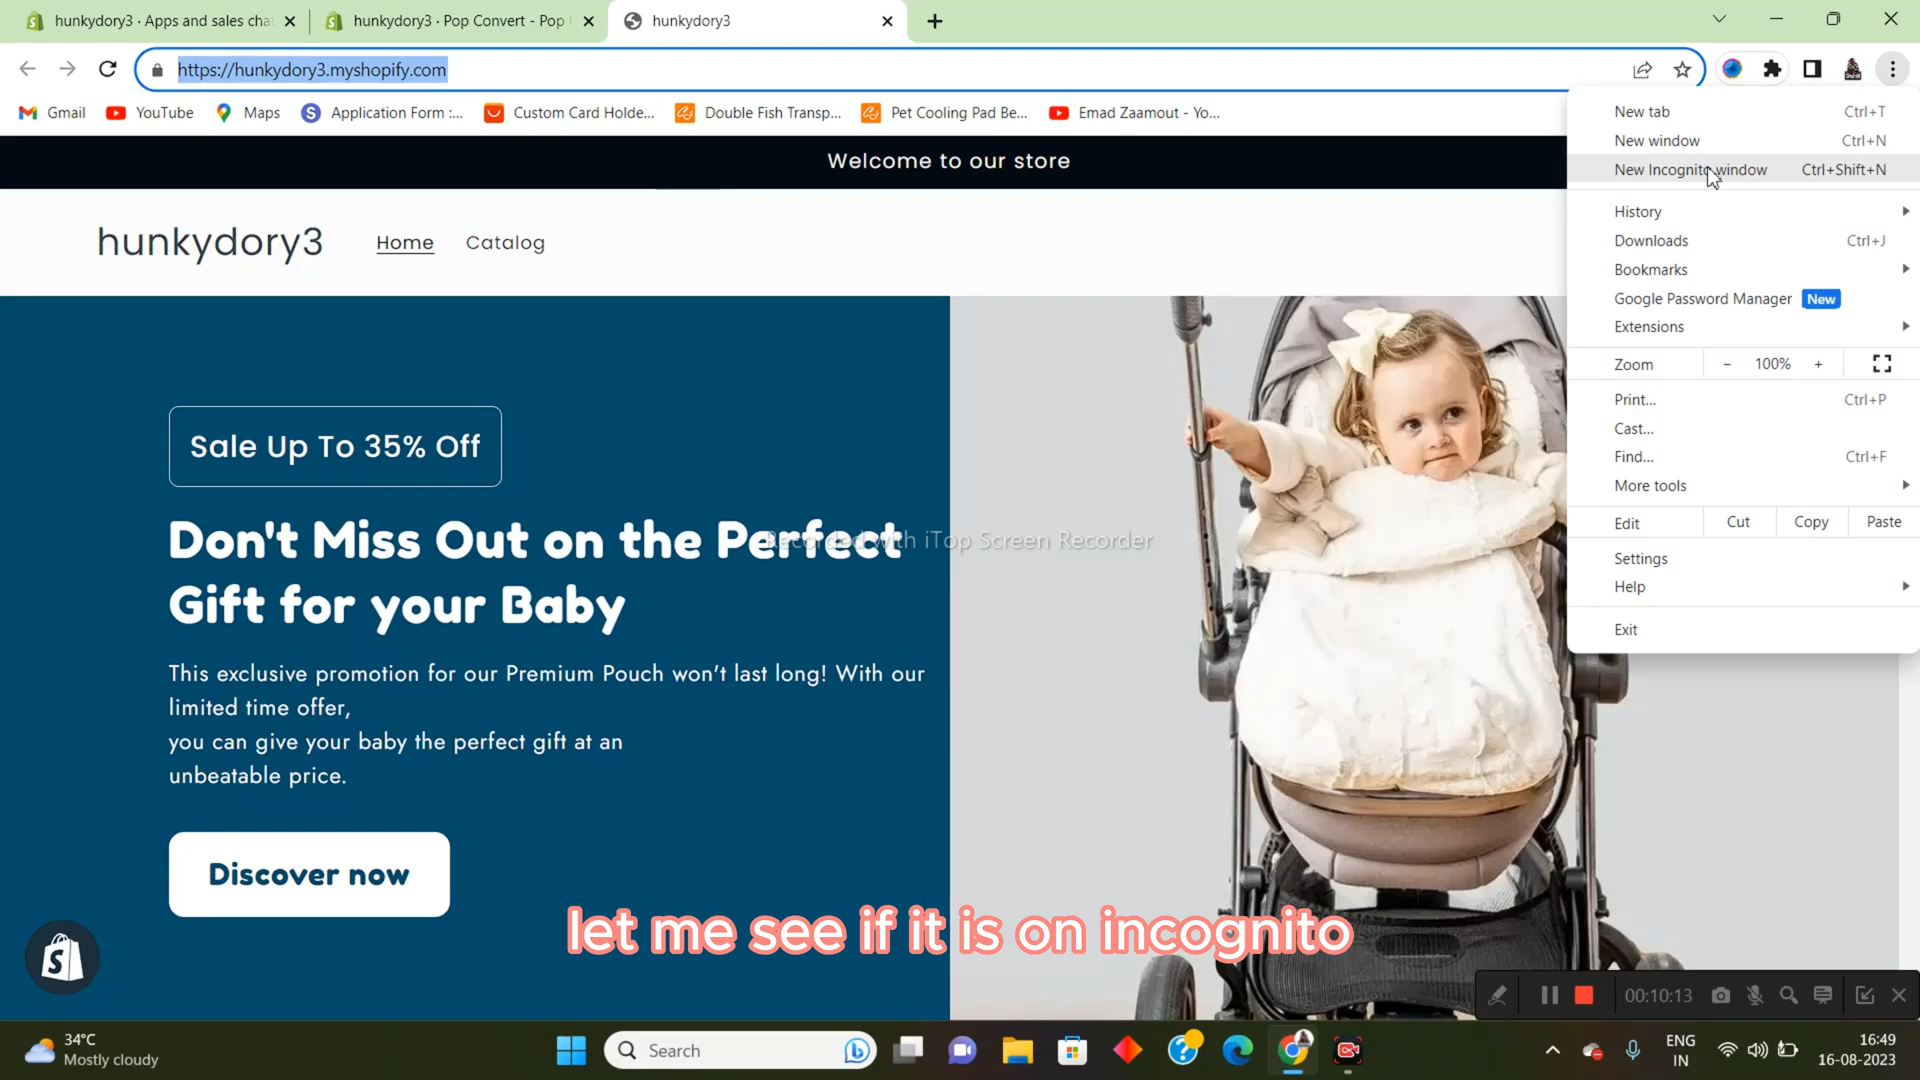 hunkydory3 · Apps and sales cha
hunkydory3 · Pop Convert - Pop
hunkydory3
https://hunkydory3.myshopify.com
Gmail
YouTube
Maps
Application Form :...
Custom Card Holde...
Double Fish Transp...
Pet Cooling Pad Be...
Emad Zaamout - Yo...
Welcome to our store
hunkydory3
Home
Catalog
Sale Up To 35% Off
Don't Miss Out on the Perfect
Gift for your Baby
Recorded with iTop Screen Recorder
This exclusive promotion for our Premium Pouch won't last long! With our
limited time offer,
you can give your baby the perfect gift at an
unbeatable price.
Discover now
New tab Ctrl+T
New window Ctrl+N
New Incognito window Ctrl+Shift+N
History
Downloads Ctrl+J
Bookmarks
Google Password Manager New
Extensions
Zoom - 100% +
Print... Ctrl+P
Cast...
Find... Ctrl+F
More tools
Edit Cut Copy Paste
Settings
Help
Exit
let me see if it is on incognito
00:10:13
34°C
Mostly cloudy
Search
ENG
IN
16:49
16-08-2023